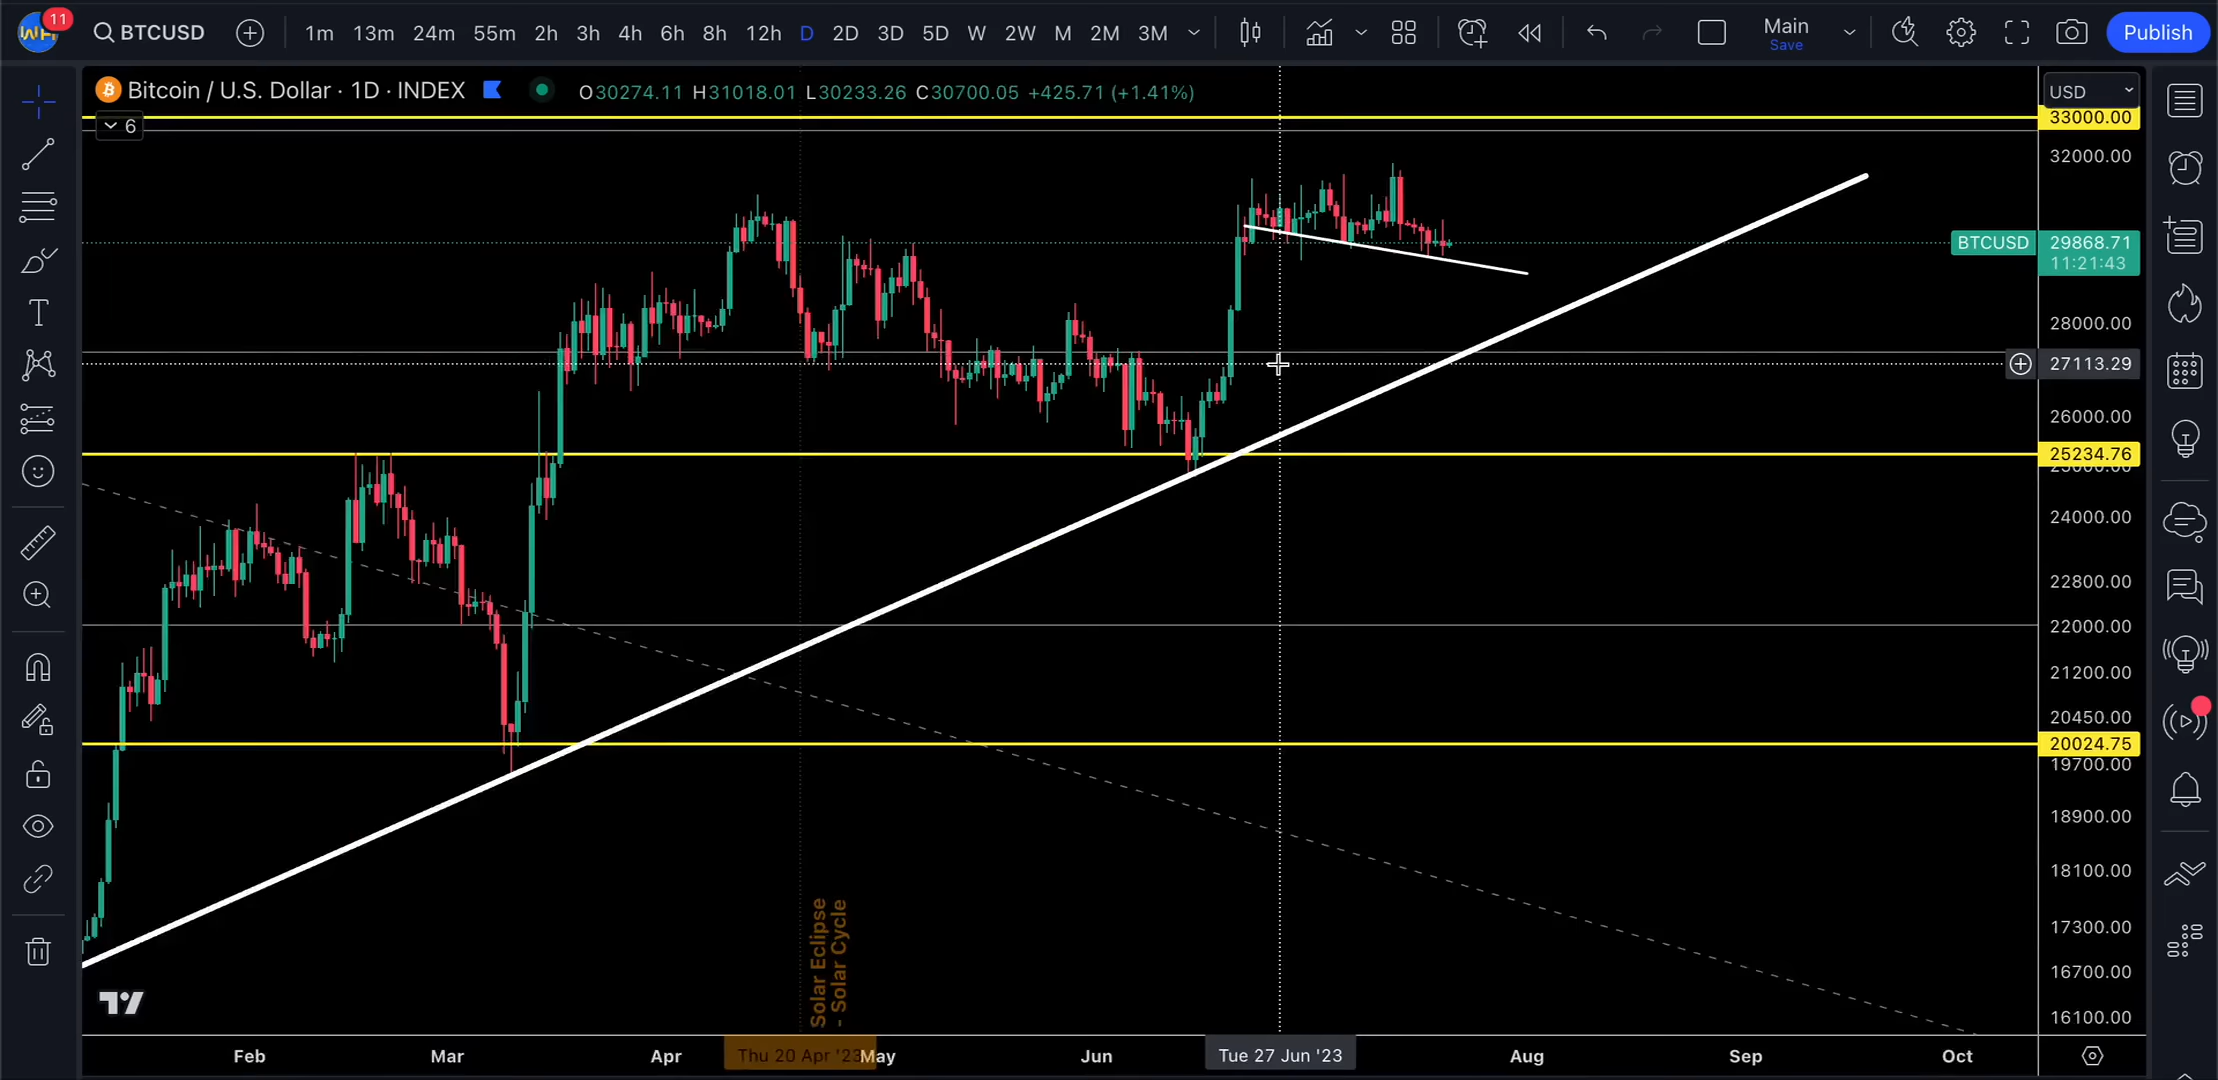 11
BTCUSD
1m 13m 24m 55m 2h 3h 4h 6h 8h 12h D 2D 3D 5D W 2W M 2M 3M
Main
Save
Publish
Bitcoin / U.S. Dollar · 1D · INDEX
O30274.11 H31018.01 L30233.26 C30700.05 +425.71 (+1.41%)
6
USD
33000.00
32000.00
BTCUSD 29868.71
11:21:43
28000.00
27113.29
26000.00
25234.76
25000.00
24000.00
22800.00
22000.00
21200.00
20450.00
20024.75
19700.00
18900.00
18100.00
17300.00
16700.00
16100.00
Solar Eclipse
- Solar Cycle
Feb Mar Apr Thu 20 Apr '23 May Jun Tue 27 Jun '23 Aug Sep Oct